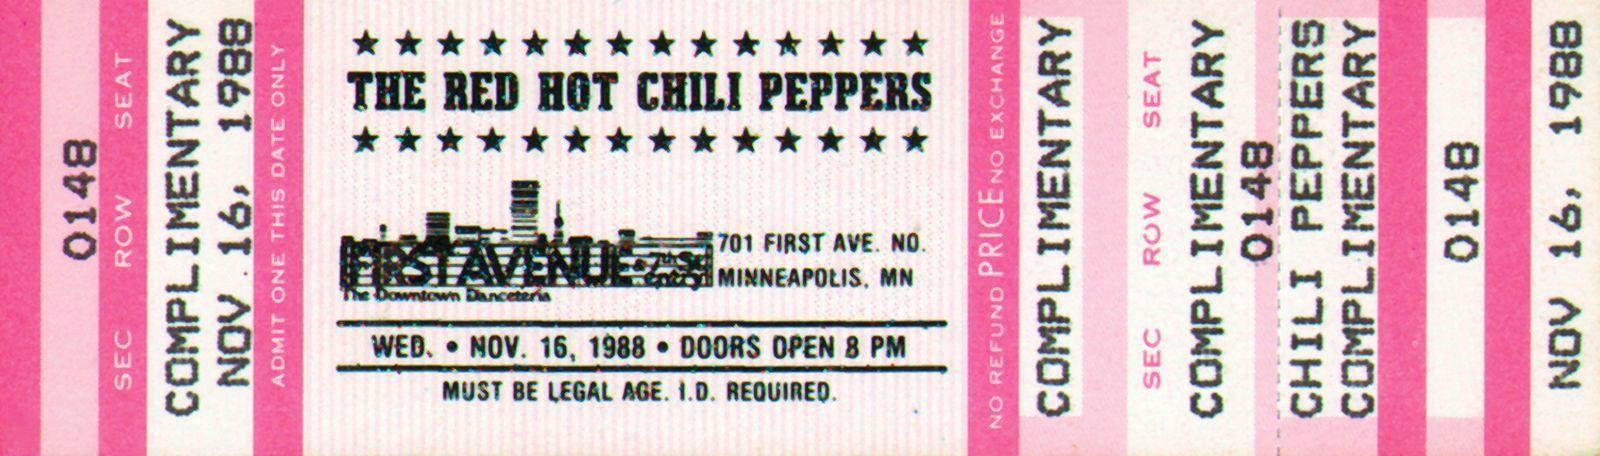 0148
SEC ROW SEAT
COMPLIMENTARY
NOV 16, 1988
ADMIT ONE THIS DATE ONLY
THE RED HOT CHILI PEPPERS
FIRST AVENUE & 7th St entry
The Downtown Danceteria
701 FIRST AVE. NO.
MINNEAPOLIS, MN
WED. • NOV. 16, 1988 • DOORS OPEN 8 PM
MUST BE LEGAL AGE. I.D. REQUIRED.
NO REFUND PRICE NO EXCHANGE
COMPLIMENTARY
SEC ROW SEAT
COMPLIMENTARY
0148
CHILI PEPPERS
COMPLIMENTARY
0148
NOV 16, 1988